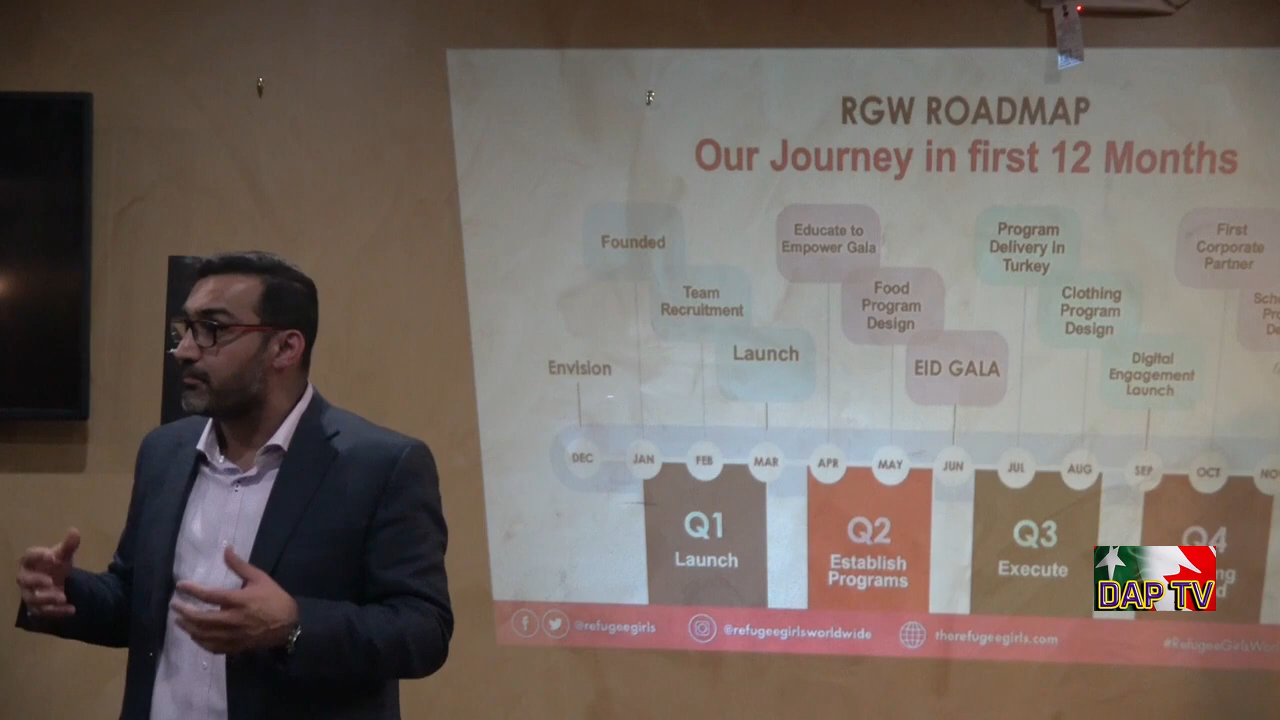 RGW ROADMAP
Our Journey in first 12 Months
Founded
Team
Recruitment
Launch
Envision
Educate to
Empower Gala
Food
Program
Design
EID GALA
Program
Delivery in
Turkey
Clothing
Program
Design
Digital
Engagement
Launch
First
Corporate
Partner
DEC JAN FEB MAR APR MAY JUN JUL AUG SEP OCT
Q1
Launch
Q2
Establish
Programs
Q3
Execute
Q4
DAP TV
@refugeegirls @refugeegirlsworldwide therefugeegirls.com